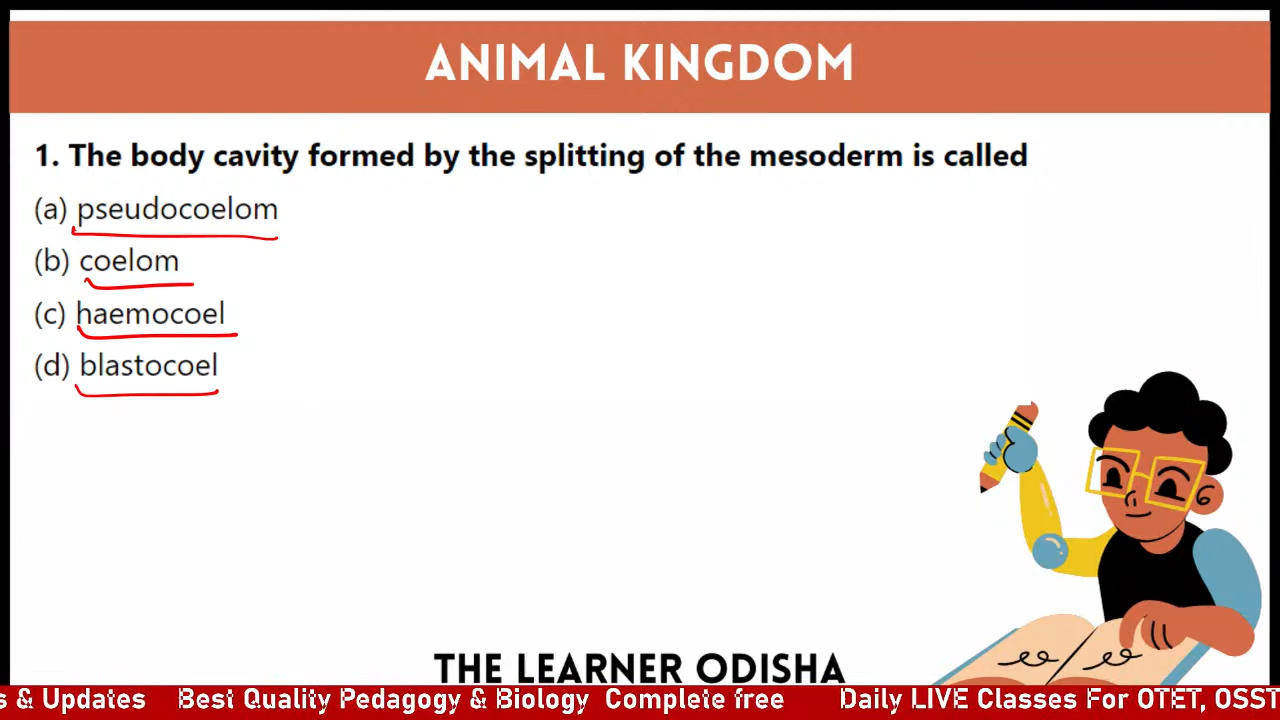 ANIMAL KINGDOM
1. The body cavity formed by the splitting of the mesoderm is called
(a) pseudocoelom
(b) coelom
(c) haemocoel
(d) blastocoel
THE LEARNER ODISHA
s & Updates Best Quality Pedagogy & Biology Complete free Daily LIVE Classes For OTET, OSST